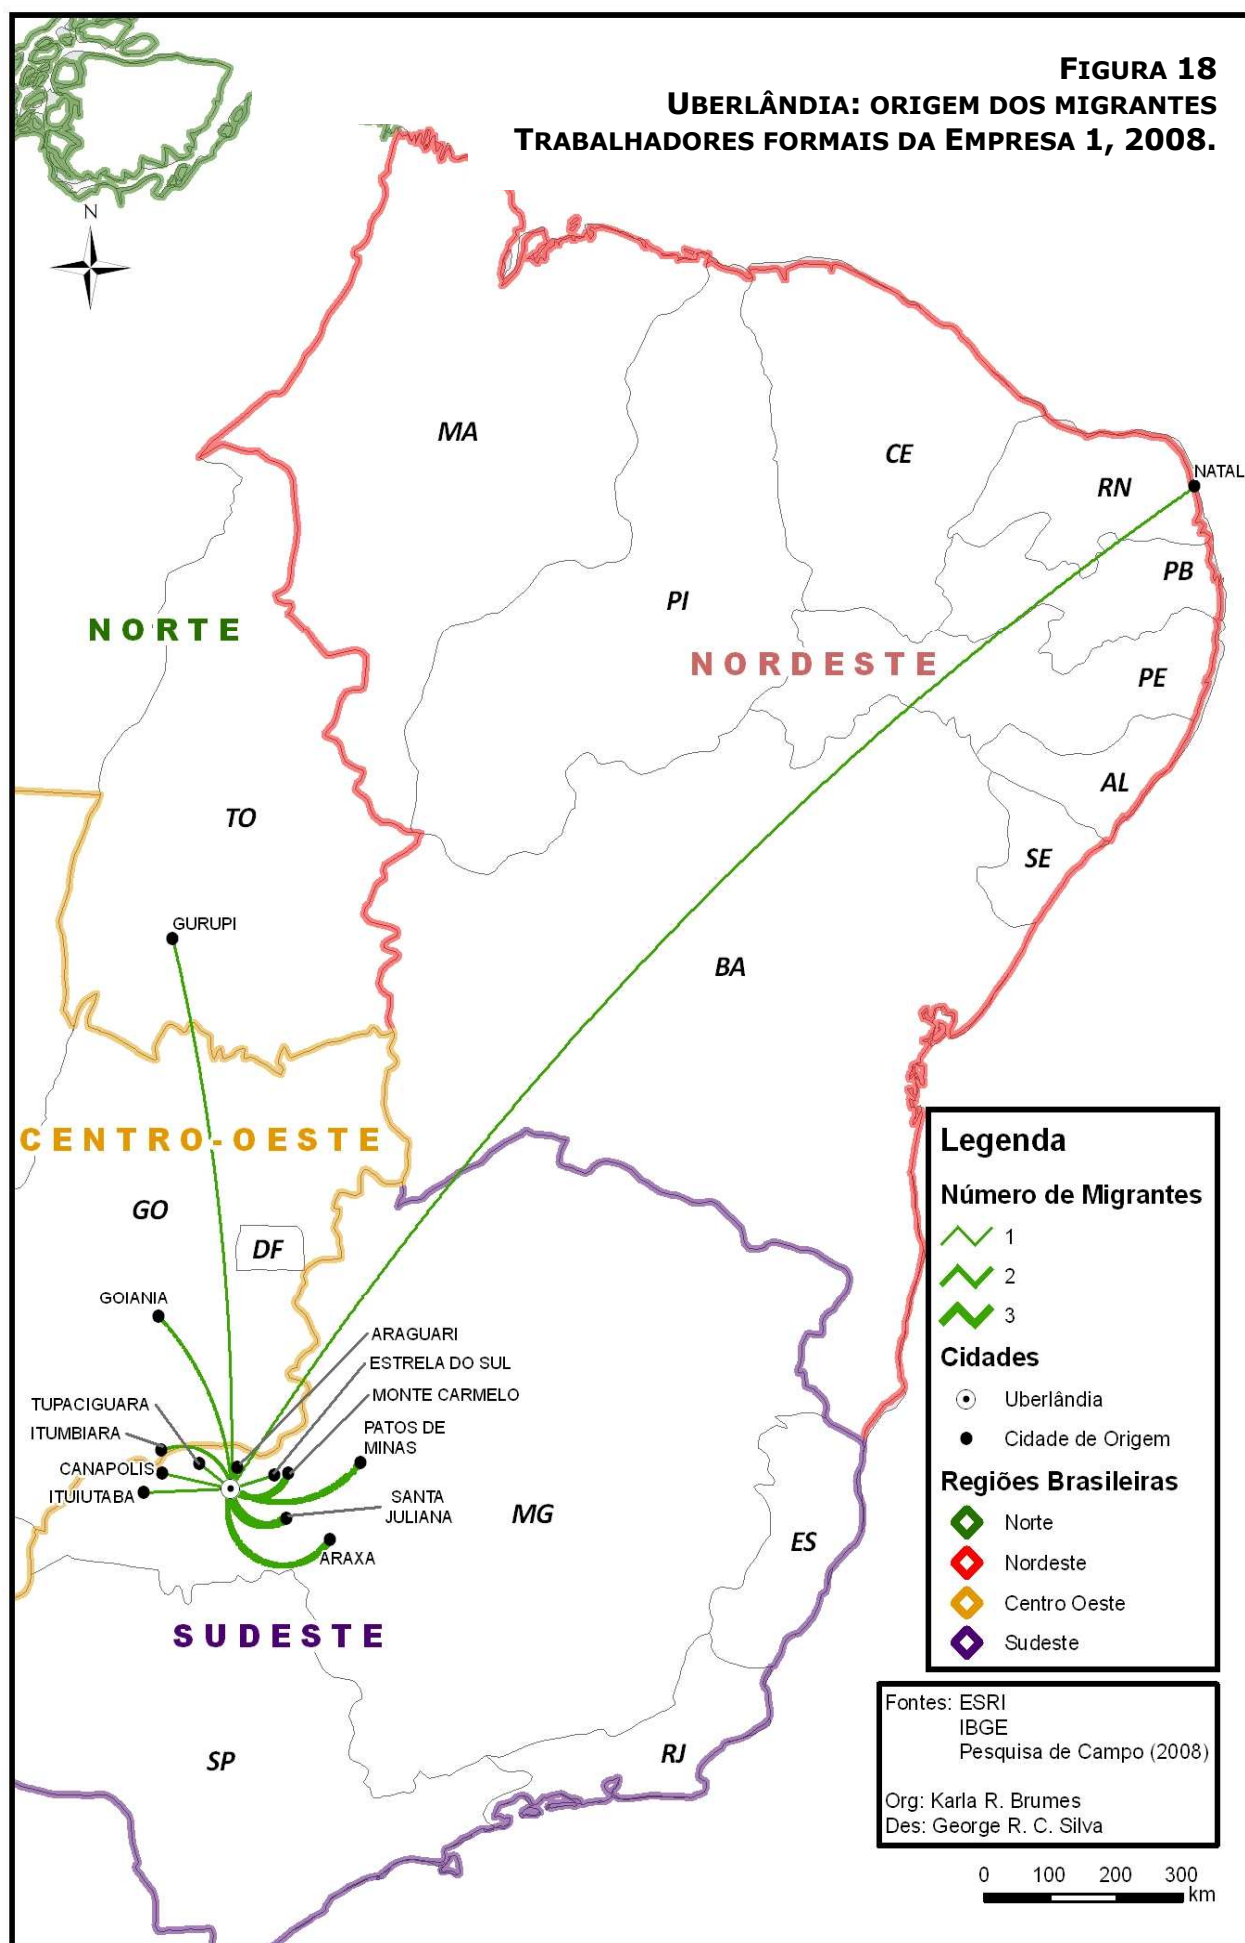 FIGURA 18
UBERLÂNDIA: ORIGEM DOS MIGRANTES
TRABALHADORES FORMAIS DA EMPRESA 1, 2008.
N
MA
CE
RN
NATAL
PB
PI
NORTE
NORDESTE
PE
AL
TO
SE
GURUPI
BA
CENTRO-OESTE
GO
DF
GOIANIA
ARAGUARI
ESTRELA DO SUL
MONTE CARMELO
TUPACIGUARA
ITUMBIARA
PATOS DE
MINAS
CANAPOLIS
ITUIUTABA
SANTA
JULIANA
MG
ES
ARAXA
SUDESTE
SP
RJ
Legenda
Número de Migrantes
1
2
3
Cidades
Uberlândia
Cidade de Origem
Regiões Brasileiras
Norte
Nordeste
Centro Oeste
Sudeste
Fontes: ESRI
IBGE
Pesquisa de Campo (2008)
Org: Karla R. Brumes
Des: George R. C. Silva
0 100 200 300
km